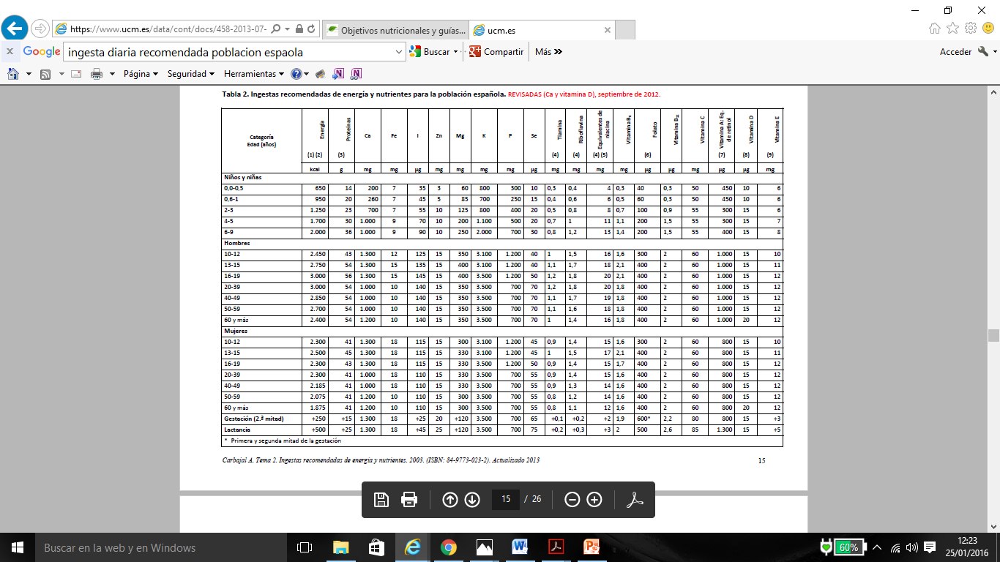 https://www.ucm.es/data/cont/docs/458-2013-07-
Objetivos nutricionales y guías...
ucm.es
x Google ingesta diaria recomendada poblacion espaola Buscar Compartir Más »
Acceder
Página Seguridad Herramientas
Tabla 2. Ingestas recomendadas de energía y nutrientes para la población española. REVISADAS (Ca y vitamina D), septiembre de 2012.
Categoría Edad (años) Energía Proteínas Ca Fe I Zn Mg K P Se Tiamina Riboflavina Equivalentes de niacina Vitamina B6 Folato Vitamina B12 Vitamina C Vitamina A: Eq. de retinol Vitamina D Vitamina E
(1) (2) (3) (4) (4) (4) (5) (6) (7) (8) (9)
kcal g mg mg µg mg mg mg mg µg mg mg mg mg µg µg mg µg µg mg
Niños y niñas
0,0-0,5 650 14 200 7 35 3 60 800 300 10 0,3 0,4 4 0,3 40 0,3 50 450 10 6
0,6-1 950 20 260 7 45 5 85 700 250 15 0,4 0,6 6 0,5 60 0,3 50 450 10 6
2-3 1.250 23 700 7 55 10 125 800 400 20 0,5 0,8 8 0,7 100 0,9 55 300 15 6
4-5 1.700 30 1.000 9 70 10 200 1.100 500 20 0,7 1 11 1,1 200 1,5 55 300 15 7
6-9 2.000 36 1.000 9 90 10 250 2.000 700 30 0,8 1,2 13 1,4 200 1,5 55 400 15 8
Hombres
10-12 2.450 43 1.300 12 125 15 350 3.100 1.200 40 1 1,5 16 1,6 300 2 60 1.000 15 10
13-15 2.750 54 1.300 15 135 15 400 3.100 1.200 40 1,1 1,7 18 2,1 400 2 60 1.000 15 11
16-19 3.000 56 1.300 15 145 15 400 3.500 1.200 50 1,2 1,8 20 2,1 400 2 60 1.000 15 12
20-39 3.000 54 1.000 10 140 15 350 3.500 700 70 1,2 1,8 20 1,8 400 2 60 1.000 15 12
40-49 2.850 54 1.000 10 140 15 350 3.500 700 70 1,1 1,7 19 1,8 400 2 60 1.000 15 12
50-59 2.700 54 1.000 10 140 15 350 3.500 700 70 1,1 1,6 18 1,8 400 2 60 1.000 15 12
60 y más 2.400 54 1.200 10 140 15 350 3.500 700 70 1 1,4 16 1,8 400 2 60 1.000 20 12
Mujeres
10-12 2.300 41 1.300 18 115 15 300 3.100 1.200 45 0,9 1,4 15 1,6 300 2 60 800 15 10
13-15 2.500 45 1.300 18 115 15 330 3.100 1.200 45 1 1,5 17 2,1 400 2 60 800 15 11
16-19 2.300 43 1.300 18 115 15 330 3.500 1.200 50 0,9 1,4 15 1,7 400 2 60 800 15 12
20-39 2.300 41 1.000 18 110 15 330 3.500 700 55 0,9 1,4 15 1,6 400 2 60 800 15 12
40-49 2.185 41 1.000 18 110 15 330 3.500 700 55 0,9 1,3 14 1,6 400 2 60 800 15 12
50-59 2.075 41 1.200 10 110 15 300 3.500 700 55 0,8 1,2 14 1,6 400 2 60 800 15 12
60 y más 1.875 41 1.200 10 110 15 300 3.500 700 55 0,8 1,1 12 1,6 400 2 60 800 20 12
Gestación (2.ª mitad) +250 +15 1.300 18 +25 20 +120 3.500 700 65 +0,1 +0,2 +2 1,9 600* 2,2 80 800 15 +3
Lactancia +500 +25 1.300 18 +45 25 +120 3.500 700 75 +0,2 +0,3 +3 2 500 2,6 85 1.300 15 +5
* Primera y segunda mitad de la gestación
Carbajal A. Tema 2. Ingestas recomendadas de energía y nutrientes. 2003. (ISBN: 84-9773-023-2). Actualizado 2013 15
15 / 26
Buscar en la web y en Windows
60%
12:23
25/01/2016